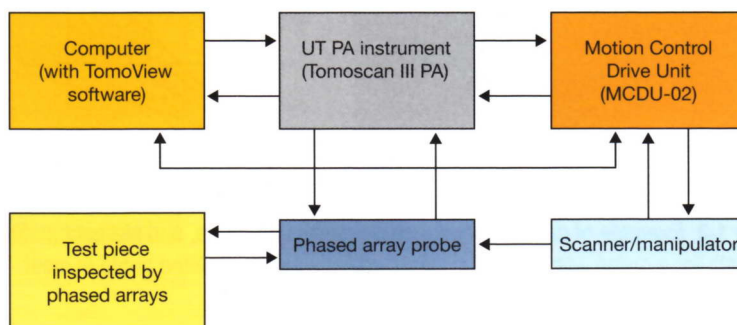 Computer
(with TomoView
software)
UT PA instrument
(Tomoscan III PA)
Motion Control
Drive Unit
(MCDU-02)
Test piece
inspected by
phased arrays
Phased array probe
Scanner/manipulator